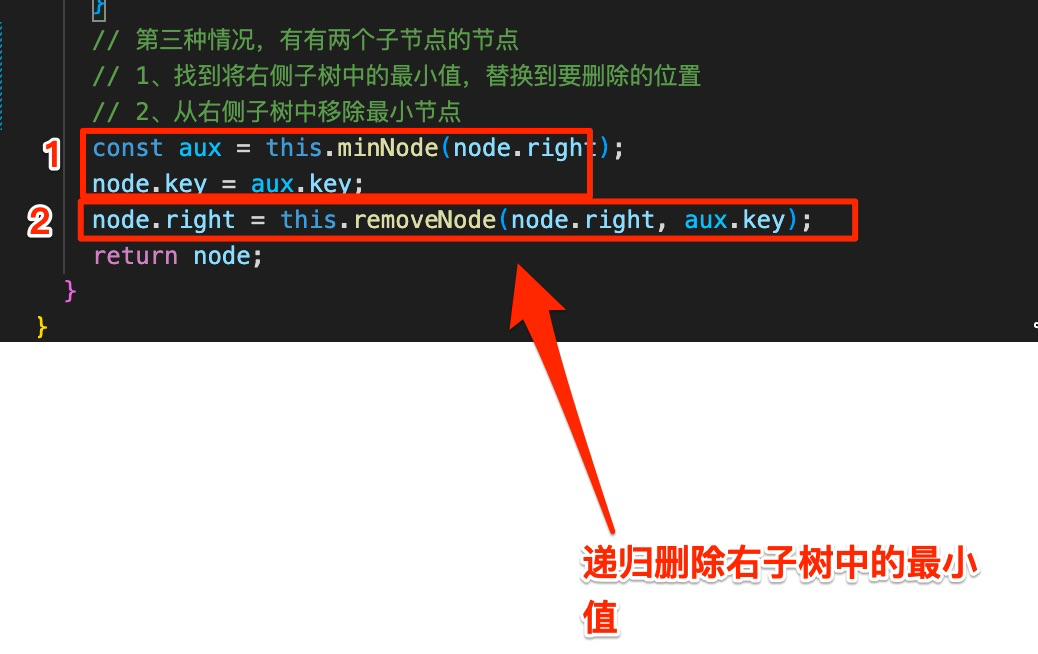 }
// 第三种情况，有有两个子节点的节点
// 1、找到将右侧子树中的最小值，替换到要删除的位置
// 2、从右侧子树中移除最小节点
1 const aux = this.minNode(node.right);
node.key = aux.key;
2 node.right = this.removeNode(node.right, aux.key);
return node;
}
}
递归删除右子树中的最小
值